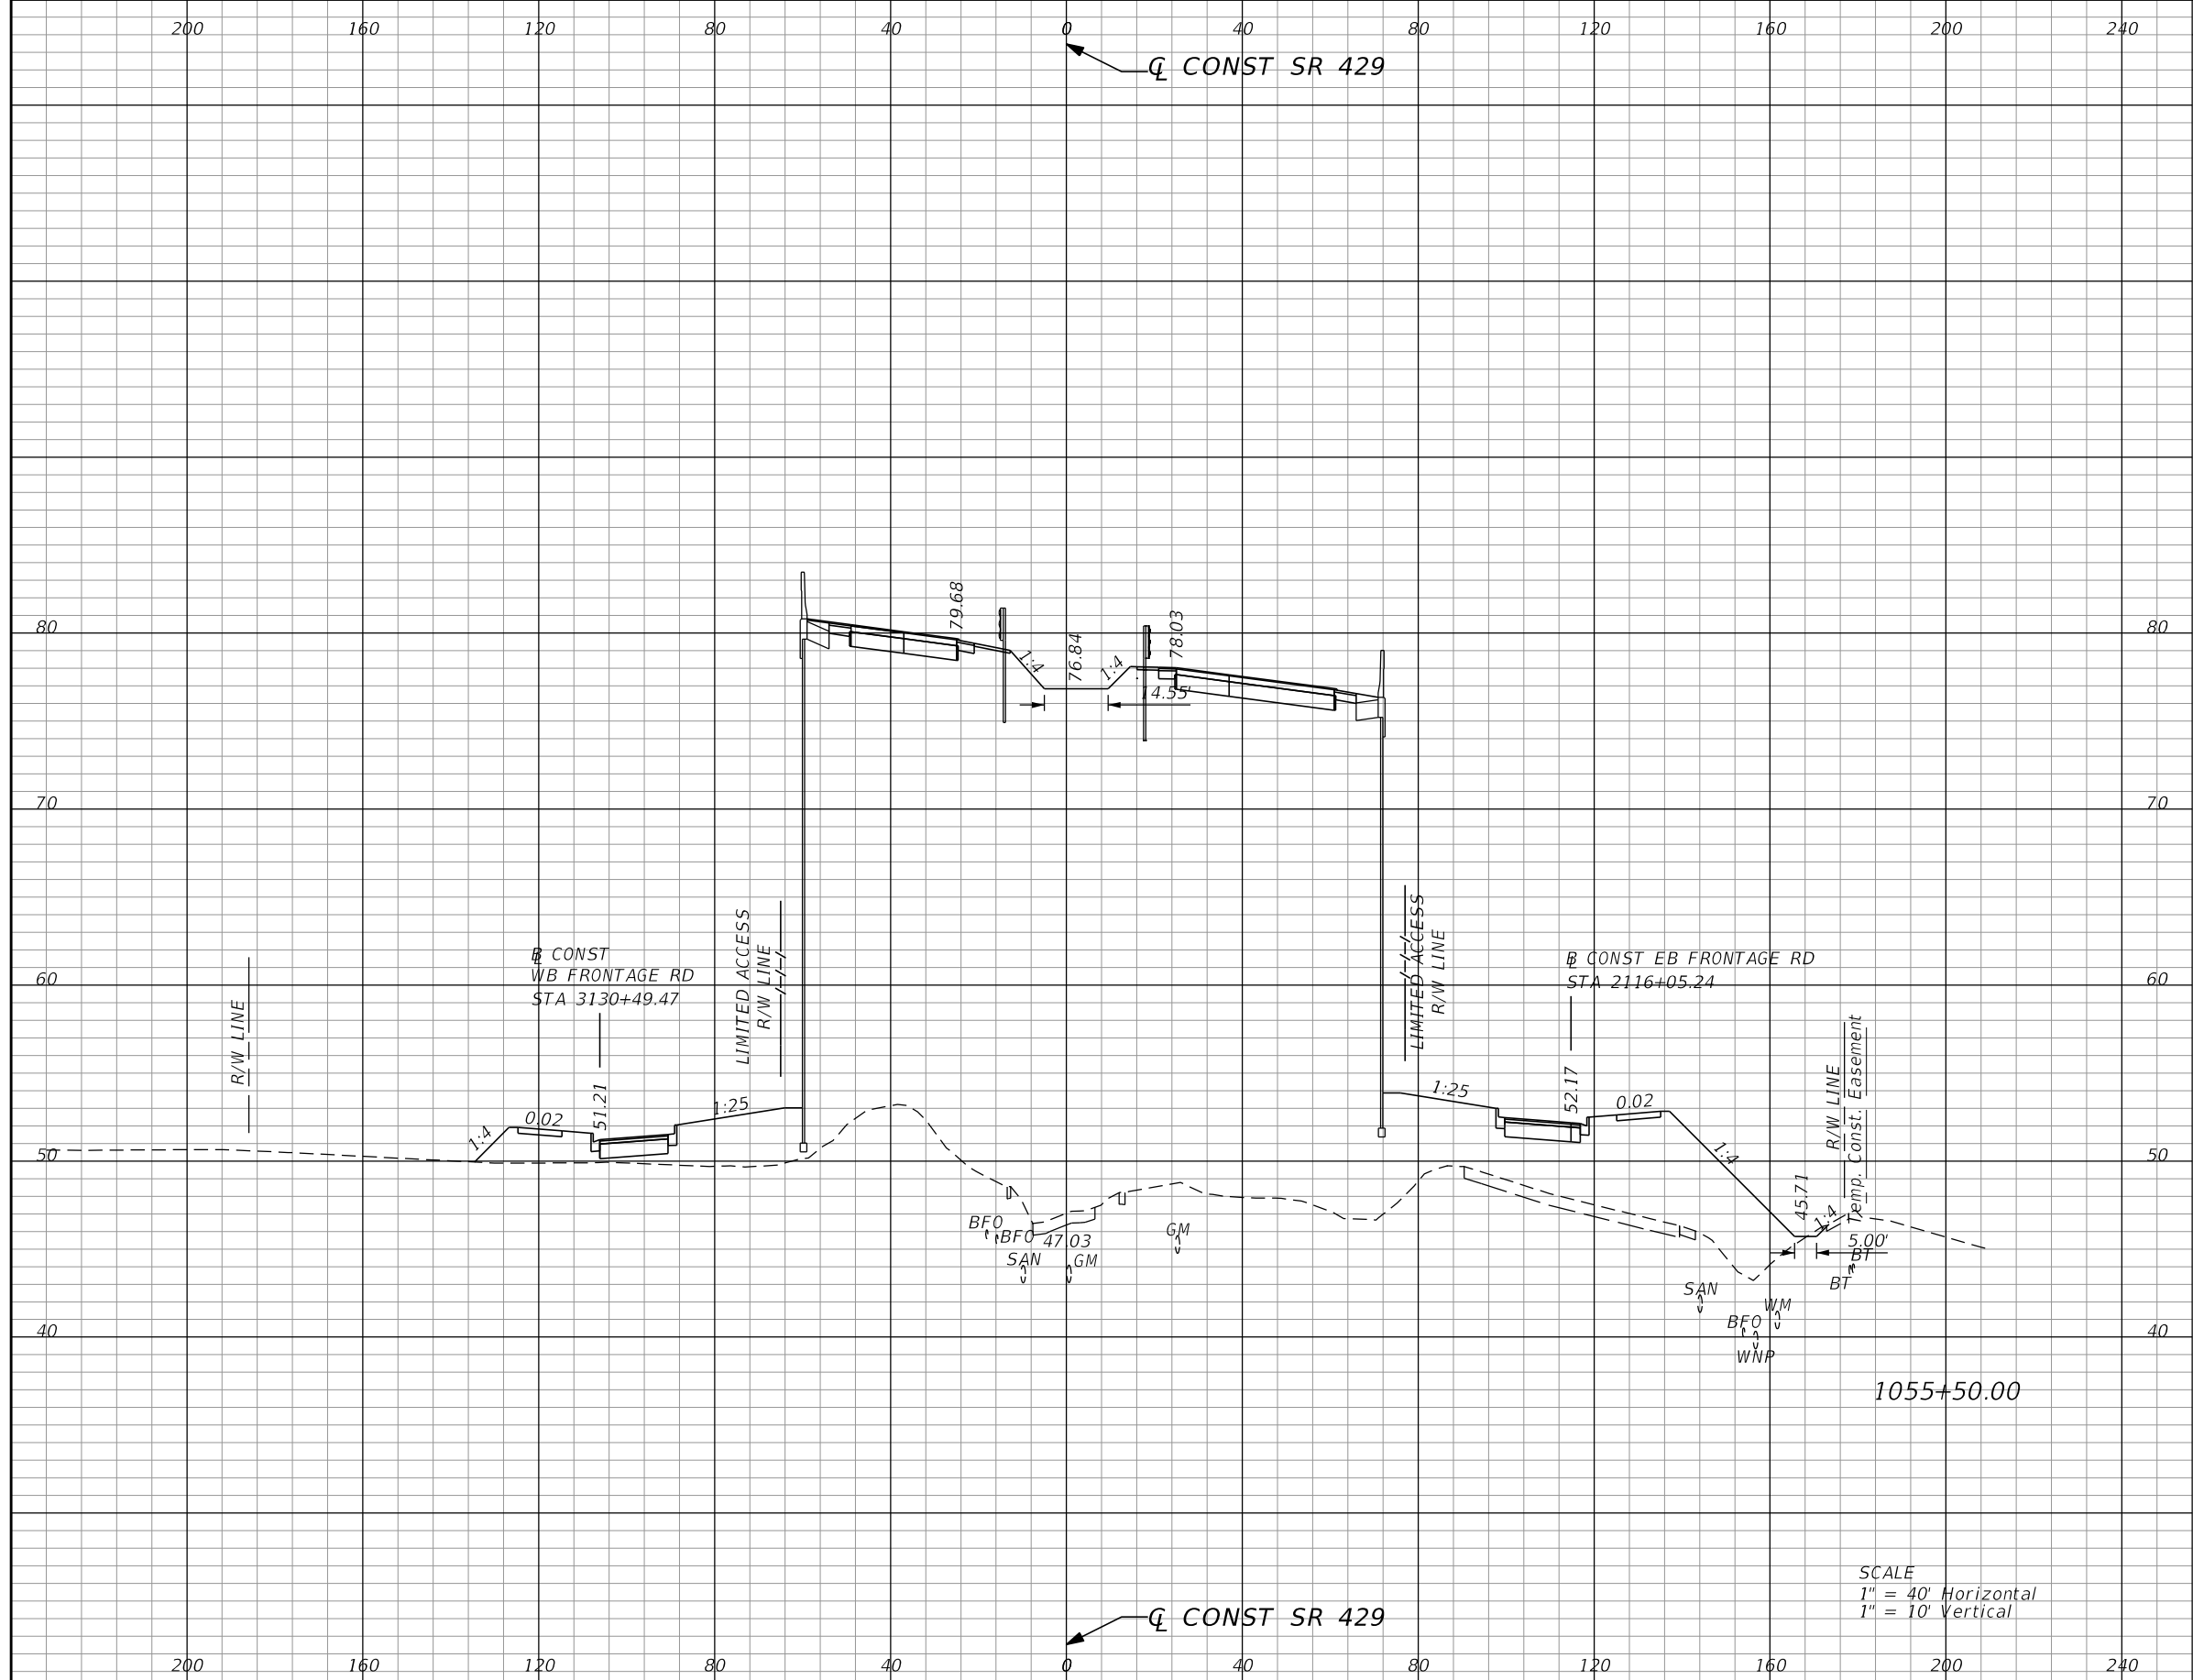 200 160 120 80 40 0 40 80 120 160 200 240
℄ CONST SR 429
79.68
80 80
78.03
1:4
76.84
1:4
14.55'
70 70
LIMITED ACCESS
R/W LINE
LIMITED ACCESS
R/W LINE
B̵L CONST
WB FRONTAGE RD
STA 3130+49.47
B̵L CONST EB FRONTAGE RD
STA 2116+05.24
60 60
R/W LINE
R/W LINE
Temp. Const. Easement
51.21
1:25
1:25
52.17
0.02
0.02
1:4
1:4
50 50
45.71
1:4
BFO
BFO
47.03
GM
SAN
GM
5.00'
BT
BT
SAN
WM
BFO
WNP
40 40
1055+50.00
SCALE
1" = 40' Horizontal
1" = 10' Vertical
℄ CONST SR 429
200 160 120 80 40 0 40 80 120 160 200 240